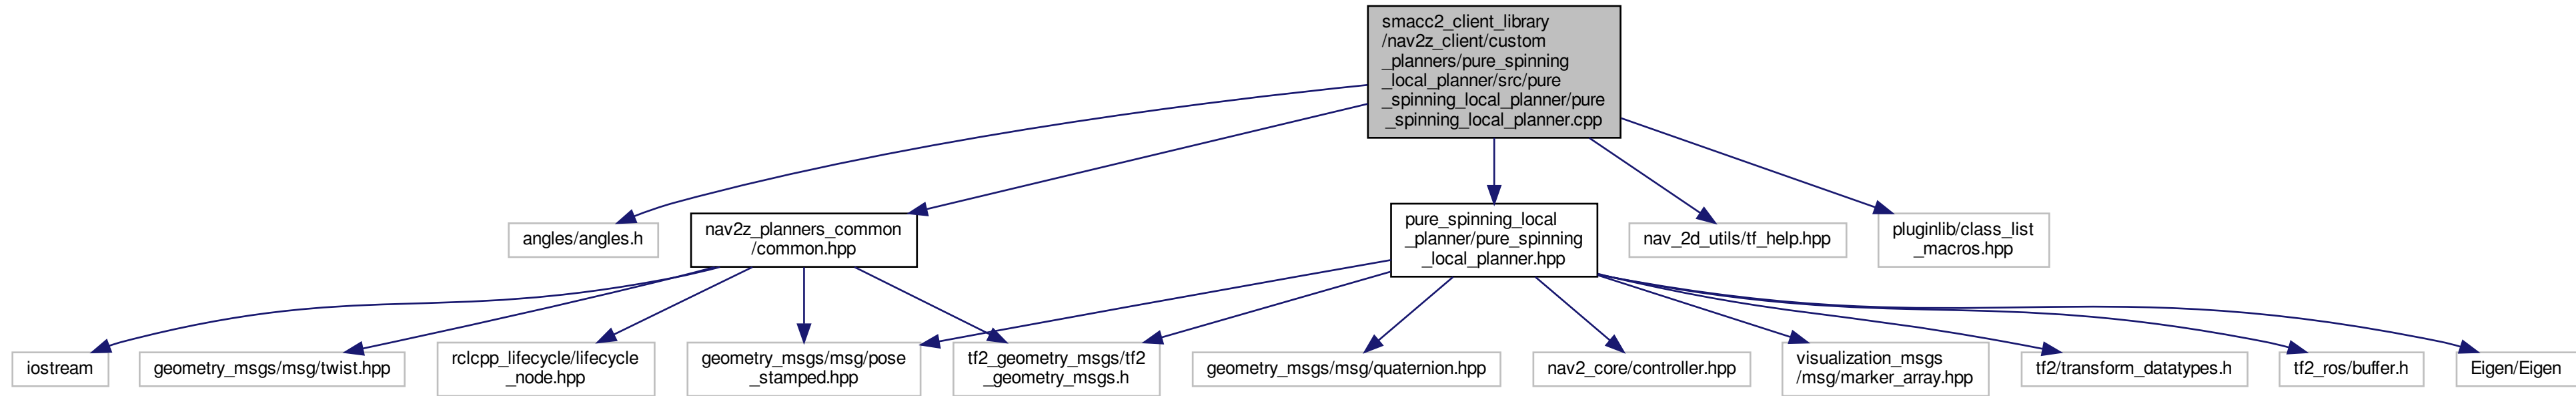 smacc2_client_library
/nav2z_client/custom
_planners/pure_spinning
_local_planner/src/pure
_spinning_local_planner/pure
_spinning_local_planner.cpp
angles/angles.h
nav2z_planners_common
/common.hpp
pure_spinning_local
_planner/pure_spinning
_local_planner.hpp
nav_2d_utils/tf_help.hpp
pluginlib/class_list
_macros.hpp
iostream
geometry_msgs/msg/twist.hpp
rclcpp_lifecycle/lifecycle
_node.hpp
geometry_msgs/msg/pose
_stamped.hpp
tf2_geometry_msgs/tf2
_geometry_msgs.h
geometry_msgs/msg/quaternion.hpp
nav2_core/controller.hpp
visualization_msgs
/msg/marker_array.hpp
tf2/transform_datatypes.h
tf2_ros/buffer.h
Eigen/Eigen